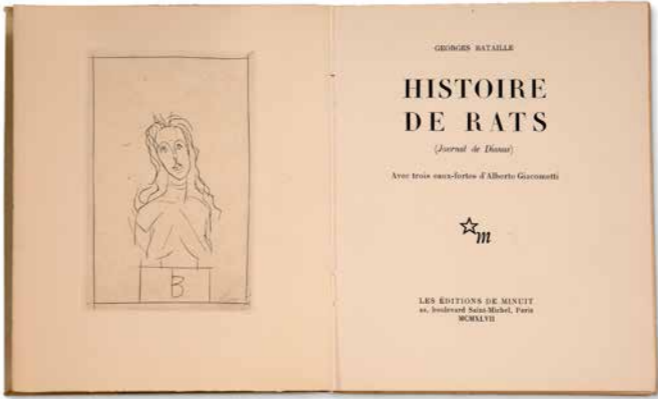 B
GEORGES BATAILLE
HISTOIRE
DE RATS
(Journal de Dianus)
Avec trois eaux-fortes d'Alberto Giacometti
m
LES ÉDITIONS DE MINUIT
boulevard Saint-Michel, Paris
MCMXLVII